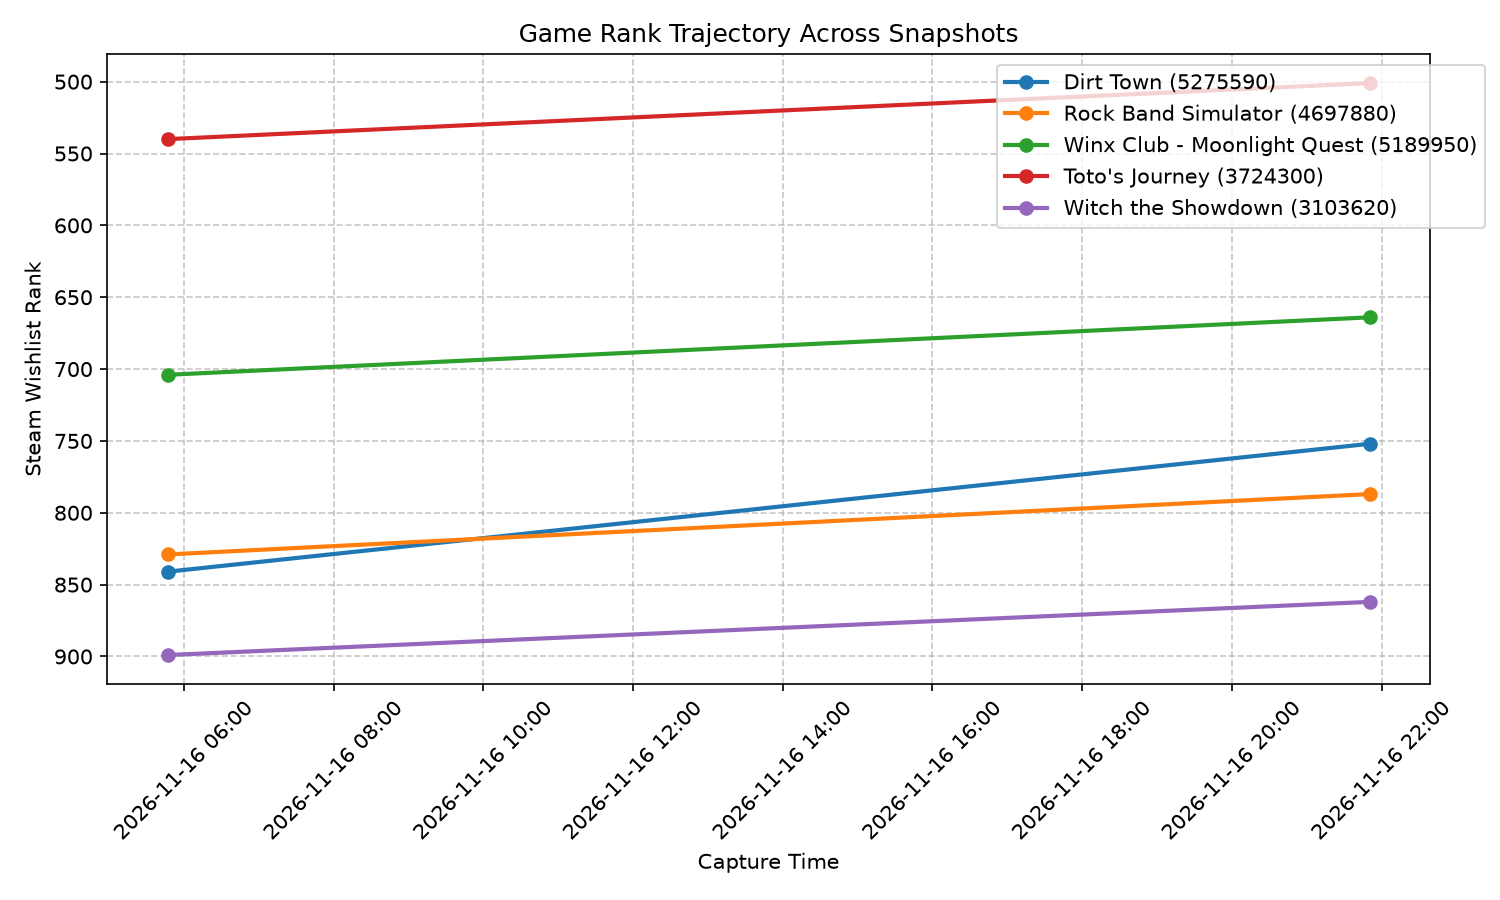 Game Rank Trajectory Across Snapshots
Dirt Town (5275590)
Rock Band Simulator (4697880)
Winx Club - Moonlight Quest (5189950)
Toto's Journey (3724300)
Witch the Showdown (3103620)
Steam Wishlist Rank
500
550
600
650
700
750
800
850
900
2026-11-16 06:00
2026-11-16 08:00
2026-11-16 10:00
2026-11-16 12:00
2026-11-16 14:00
2026-11-16 16:00
2026-11-16 18:00
2026-11-16 20:00
2026-11-16 22:00
Capture Time